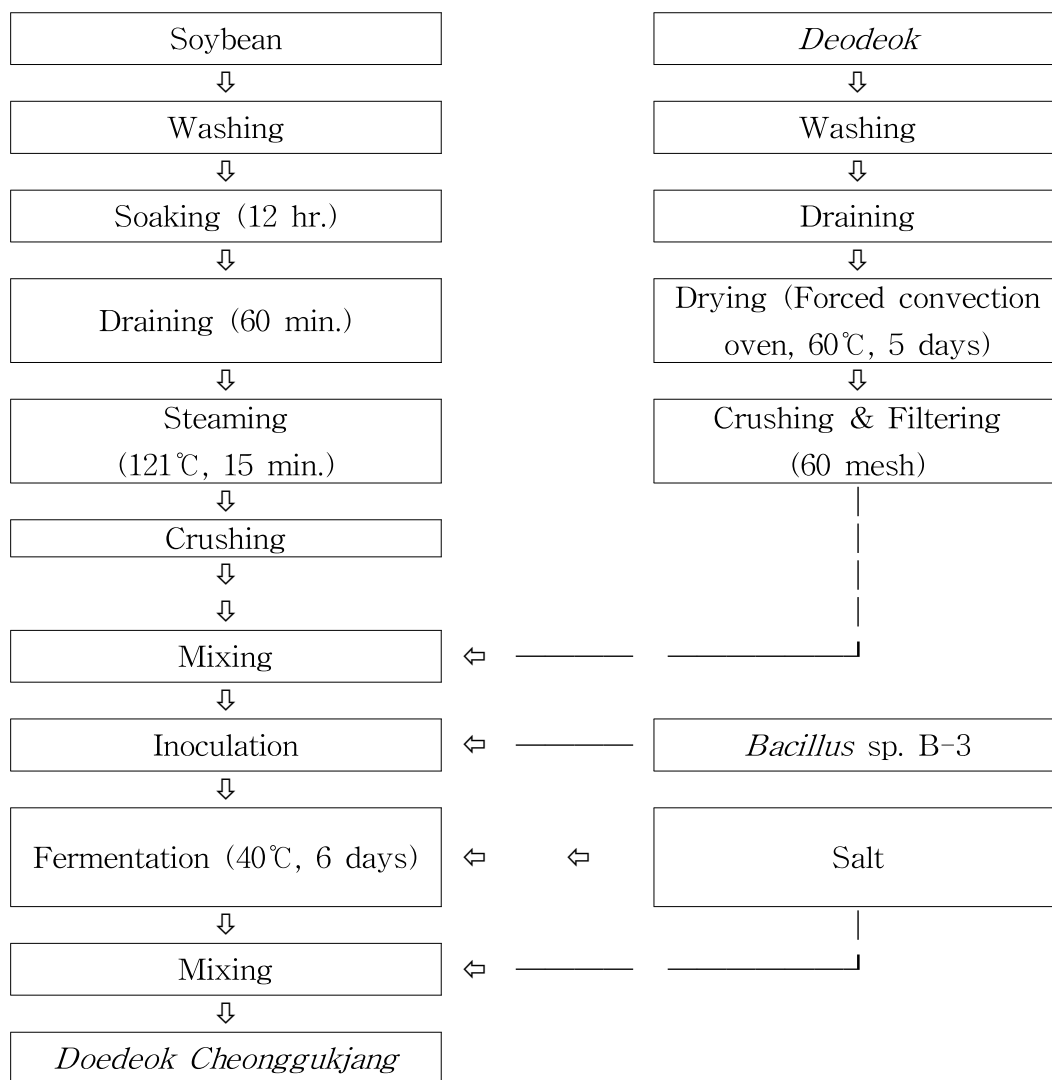 Soybean
Deodeok
Washing
Washing
Soaking (12 hr.)
Draining
Draining (60 min.)
Drying (Forced convection
oven, 60℃, 5 days)
Steaming
(121℃, 15 min.)
Crushing & Filtering
(60 mesh)
Crushing
Mixing
Inoculation
Bacillus sp. B-3
Fermentation (40℃, 6 days)
Salt
Mixing
Doedeok Cheonggukjang